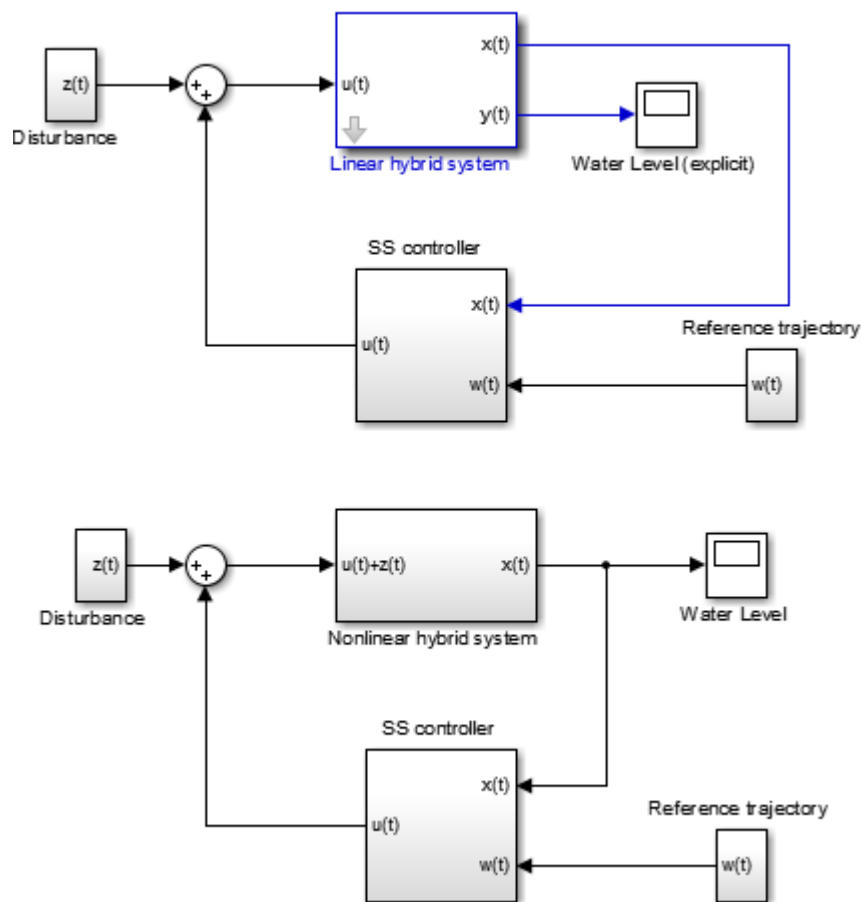 x(t)
z(t)
+
+
u(t)
y(t)
Disturbance
Linear hybrid system
Water Level (explicit)
SS controller
x(t)
Reference trajectory
u(t)
w(t)
w(t)
z(t)
+
+
u(t)+z(t)
x(t)
Disturbance
Nonlinear hybrid system
Water Level
SS controller
x(t)
Reference trajectory
u(t)
w(t)
w(t)